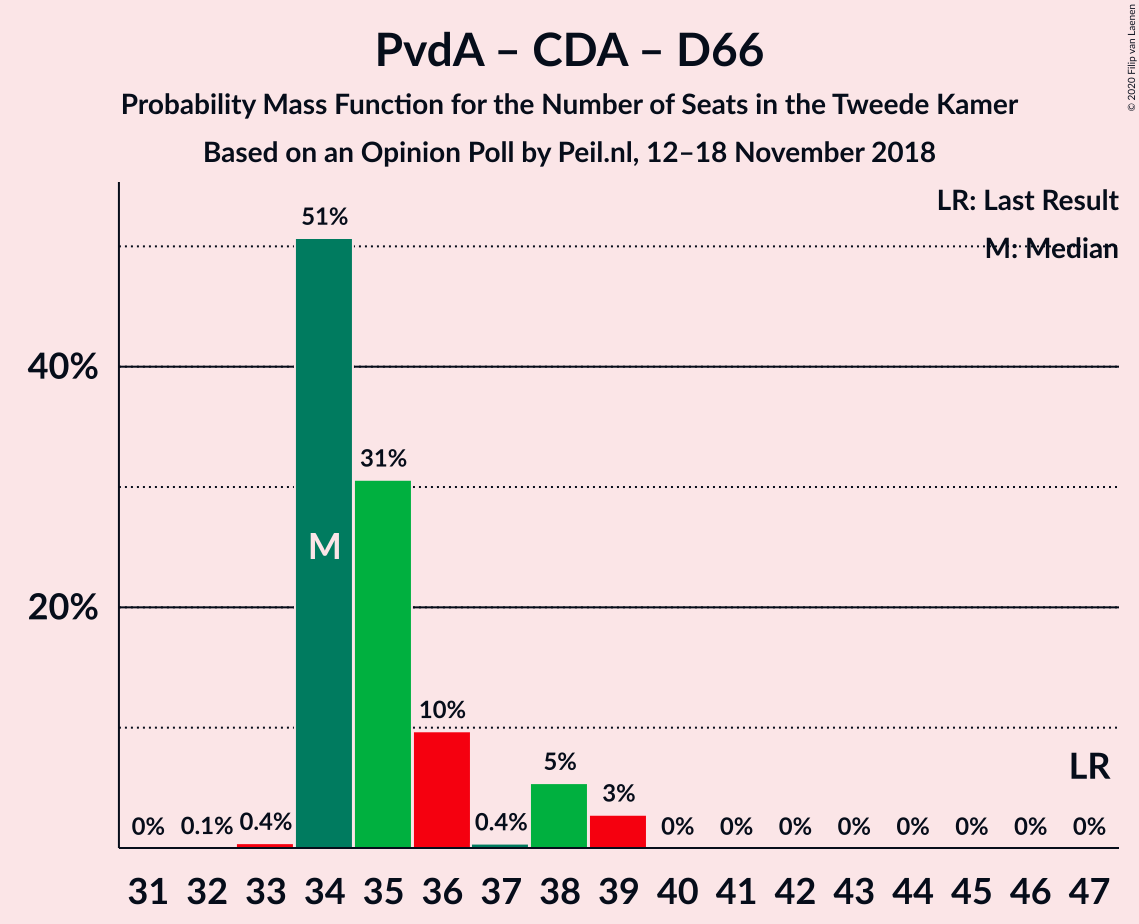 PvdA – CDA – D66
Probability Mass Function for the Number of Seats in the Tweede Kamer
Based on an Opinion Poll by Peil.nl, 12–18 November 2018
© 2020 Filip van Laenen
LR: Last Result
M: Median
40%
20%
0% 0.1% 0.4% 51% 31% 10% 0.4% 5% 3% 0% 0% 0% 0% 0% 0% 0% 0%
M
LR
31 32 33 34 35 36 37 38 39 40 41 42 43 44 45 46 47